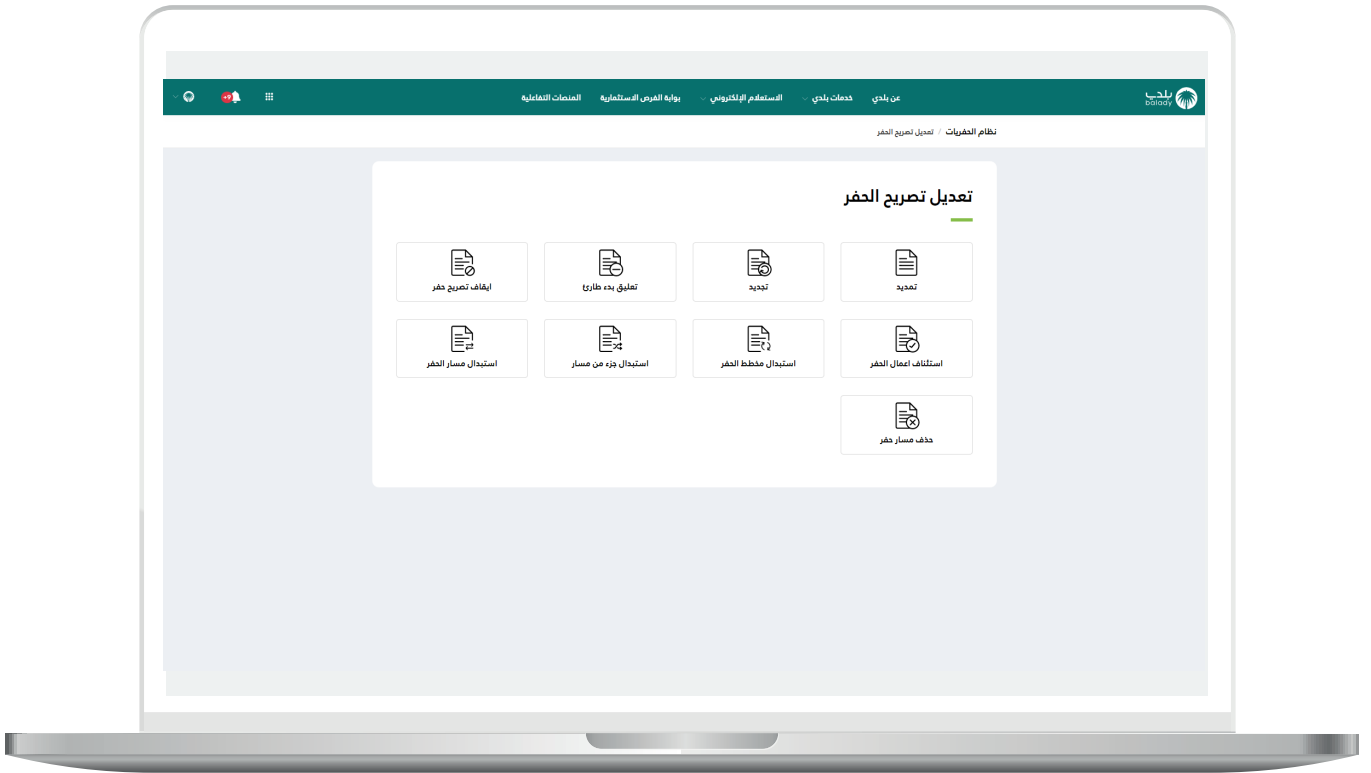 بلدي
balady
عن بلدي
خدمات بلدي
الاستعلام الإلكتروني
بوابة الفرص الاستثمارية
المنصات التفاعلية
+9
نظام الحفريات / تعديل تصريح الحفر
تعديل تصريح الحفر
تمديد
تجديد
تعليق بدء طارئ
ايقاف تصريح حفر
استئناف اعمال الحفر
استبدال مخطط الحفر
استبدال جزء من مسار
استبدال مسار الحفر
حذف مسار حفر